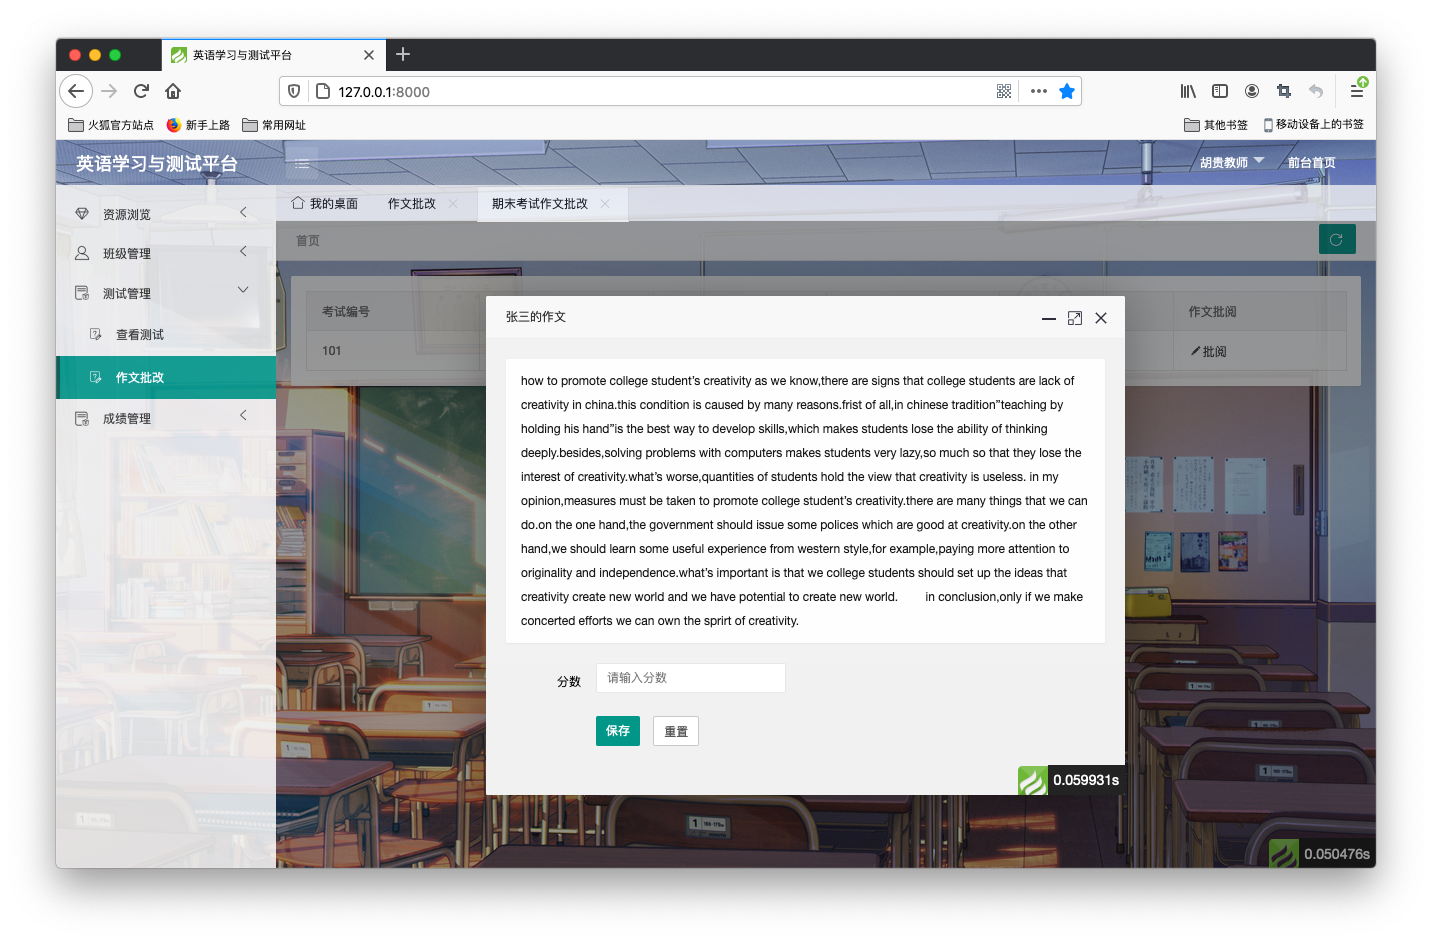 英语学习与测试平台
127.0.0.1:8000
火狐官方站点 新手上路 常用网址 其他书签 移动设备上的书签
英语学习与测试平台 胡贵教师 前台首页
资源浏览
班级管理
测试管理
查看测试
作文批改
成绩管理
我的桌面 作文批改 期末考试作文批改
首页
考试编号 作文批阅
101 批阅
张三的作文
how to promote college student’s creativity as we know,there are signs that college students are lack of
creativity in china.this condition is caused by many reasons.frist of all,in chinese tradition”teaching by
holding his hand”is the best way to develop skills,which makes students lose the ability of thinking
deeply.besides,solving problems with computers makes students very lazy,so much so that they lose the
interest of creativity.what’s worse,quantities of students hold the view that creativity is useless. in my
opinion,measures must be taken to promote college student’s creativity.there are many things that we can
do.on the one hand,the government should issue some polices which are good at creativity.on the other
hand,we should learn some useful experience from western style,for example,paying more attention to
originality and independence.what’s important is that we college students should set up the ideas that
creativity create new world and we have potential to create new world. in conclusion,only if we make
concerted efforts we can own the sprirt of creativity.
分数 请输入分数
保存 重置
0.059931s
0.050476s